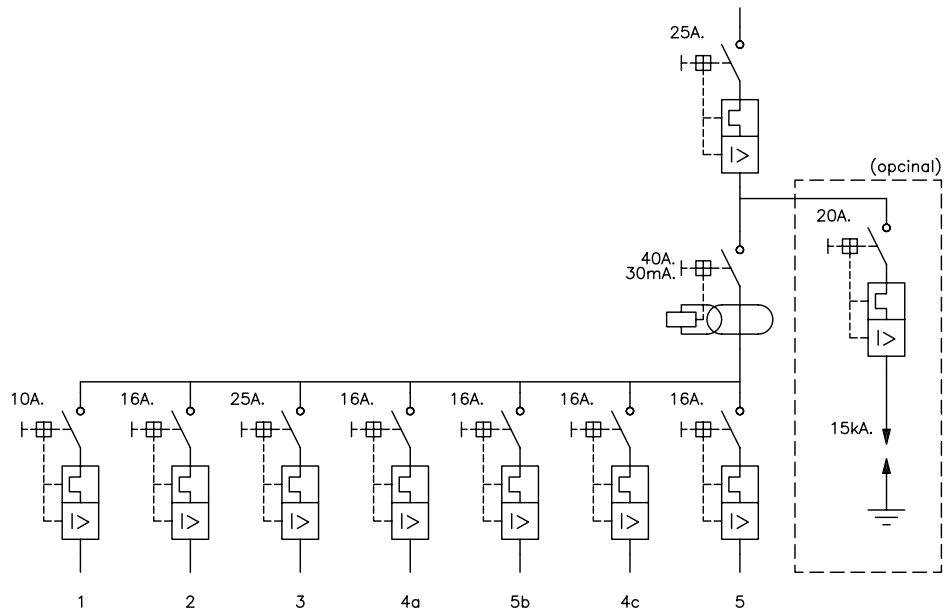 25A.
(opcinal)
20A.
40A.
30mA.
10A.
16A.
25A.
16A.
16A.
16A.
16A.
15kA.
1
2
3
4a
5b
4c
5